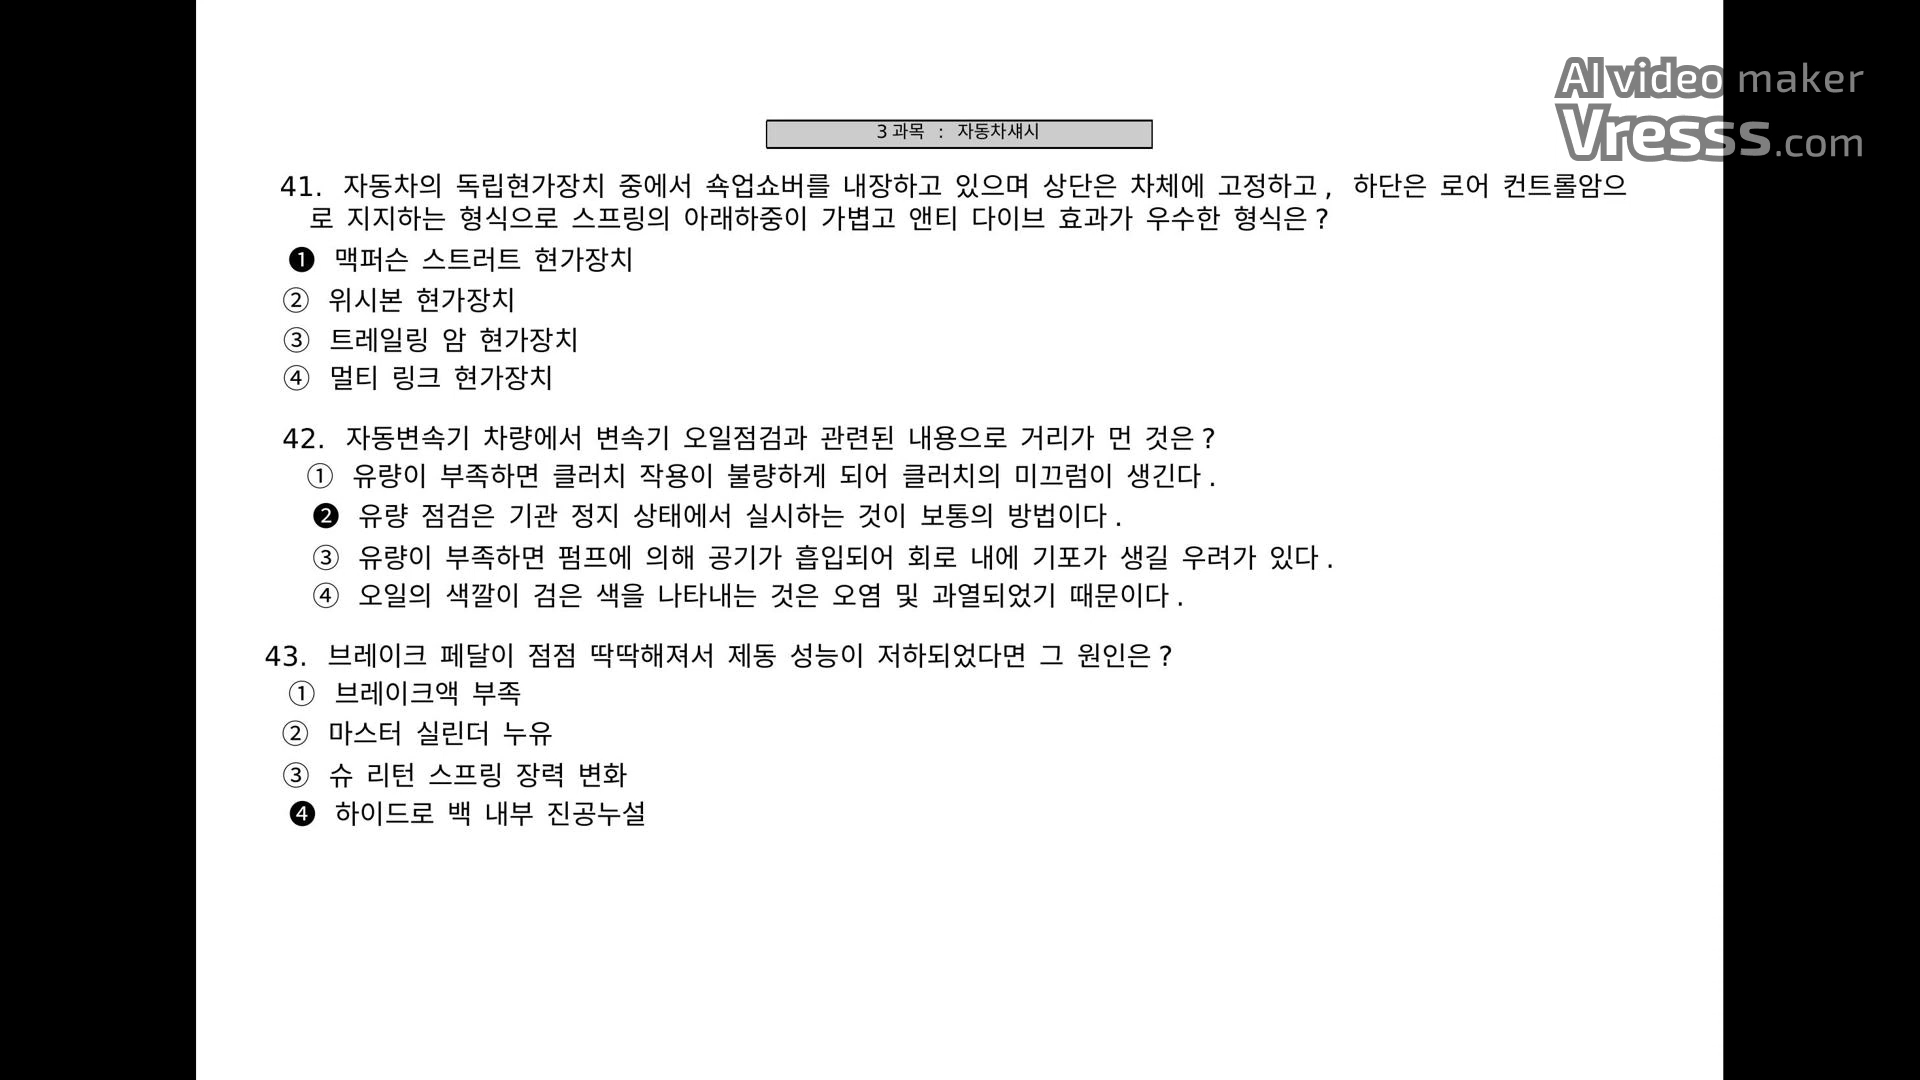 AI video maker
Vresss.com
3과목 : 자동차섀시
41. 자동차의 독립현가장치 중에서 쇽업쇼버를 내장하고 있으며 상단은 차체에 고정하고, 하단은 로어 컨트롤암으
로 지지하는 형식으로 스프링의 아래하중이 가볍고 앤티 다이브 효과가 우수한 형식은?
❶ 맥퍼슨 스트러트 현가장치
② 위시본 현가장치
③ 트레일링 암 현가장치
④ 멀티 링크 현가장치
42. 자동변속기 차량에서 변속기 오일점검과 관련된 내용으로 거리가 먼 것은?
① 유량이 부족하면 클러치 작용이 불량하게 되어 클러치의 미끄럼이 생긴다.
❷ 유량 점검은 기관 정지 상태에서 실시하는 것이 보통의 방법이다.
③ 유량이 부족하면 펌프에 의해 공기가 흡입되어 회로 내에 기포가 생길 우려가 있다.
④ 오일의 색깔이 검은 색을 나타내는 것은 오염 및 과열되었기 때문이다.
43. 브레이크 페달이 점점 딱딱해져서 제동 성능이 저하되었다면 그 원인은?
① 브레이크액 부족
② 마스터 실린더 누유
③ 슈 리턴 스프링 장력 변화
❹ 하이드로 백 내부 진공누설